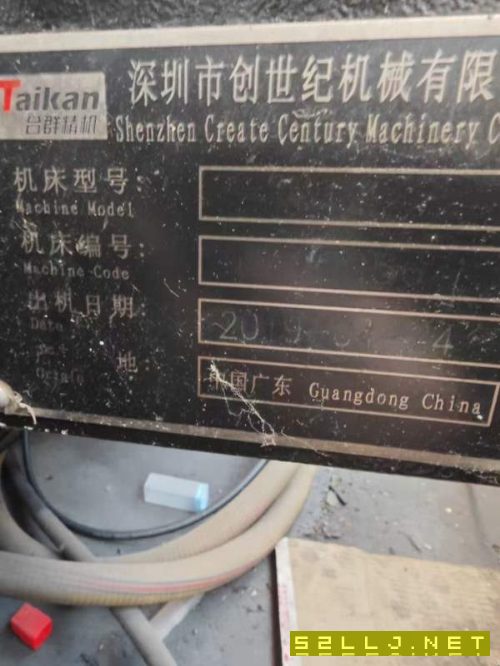 Taikan
台群精机
深圳市创世纪机械有限
Shenzhen Create Century Machinery C
机床型号:
Machine Model
机床编号:
Machine Code
出机日期:
Date
产 地:
Origin
中国广东 Guangdong China
S2LLJ.NET